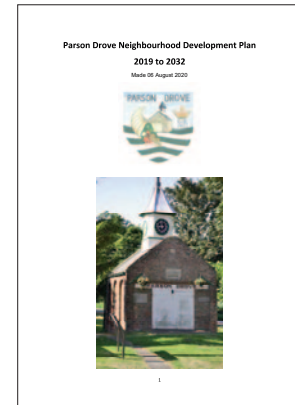 Parson Drove Neighbourhood Development Plan
2019 to 2032
Made 06 August 2020
PARSON DROVE
1